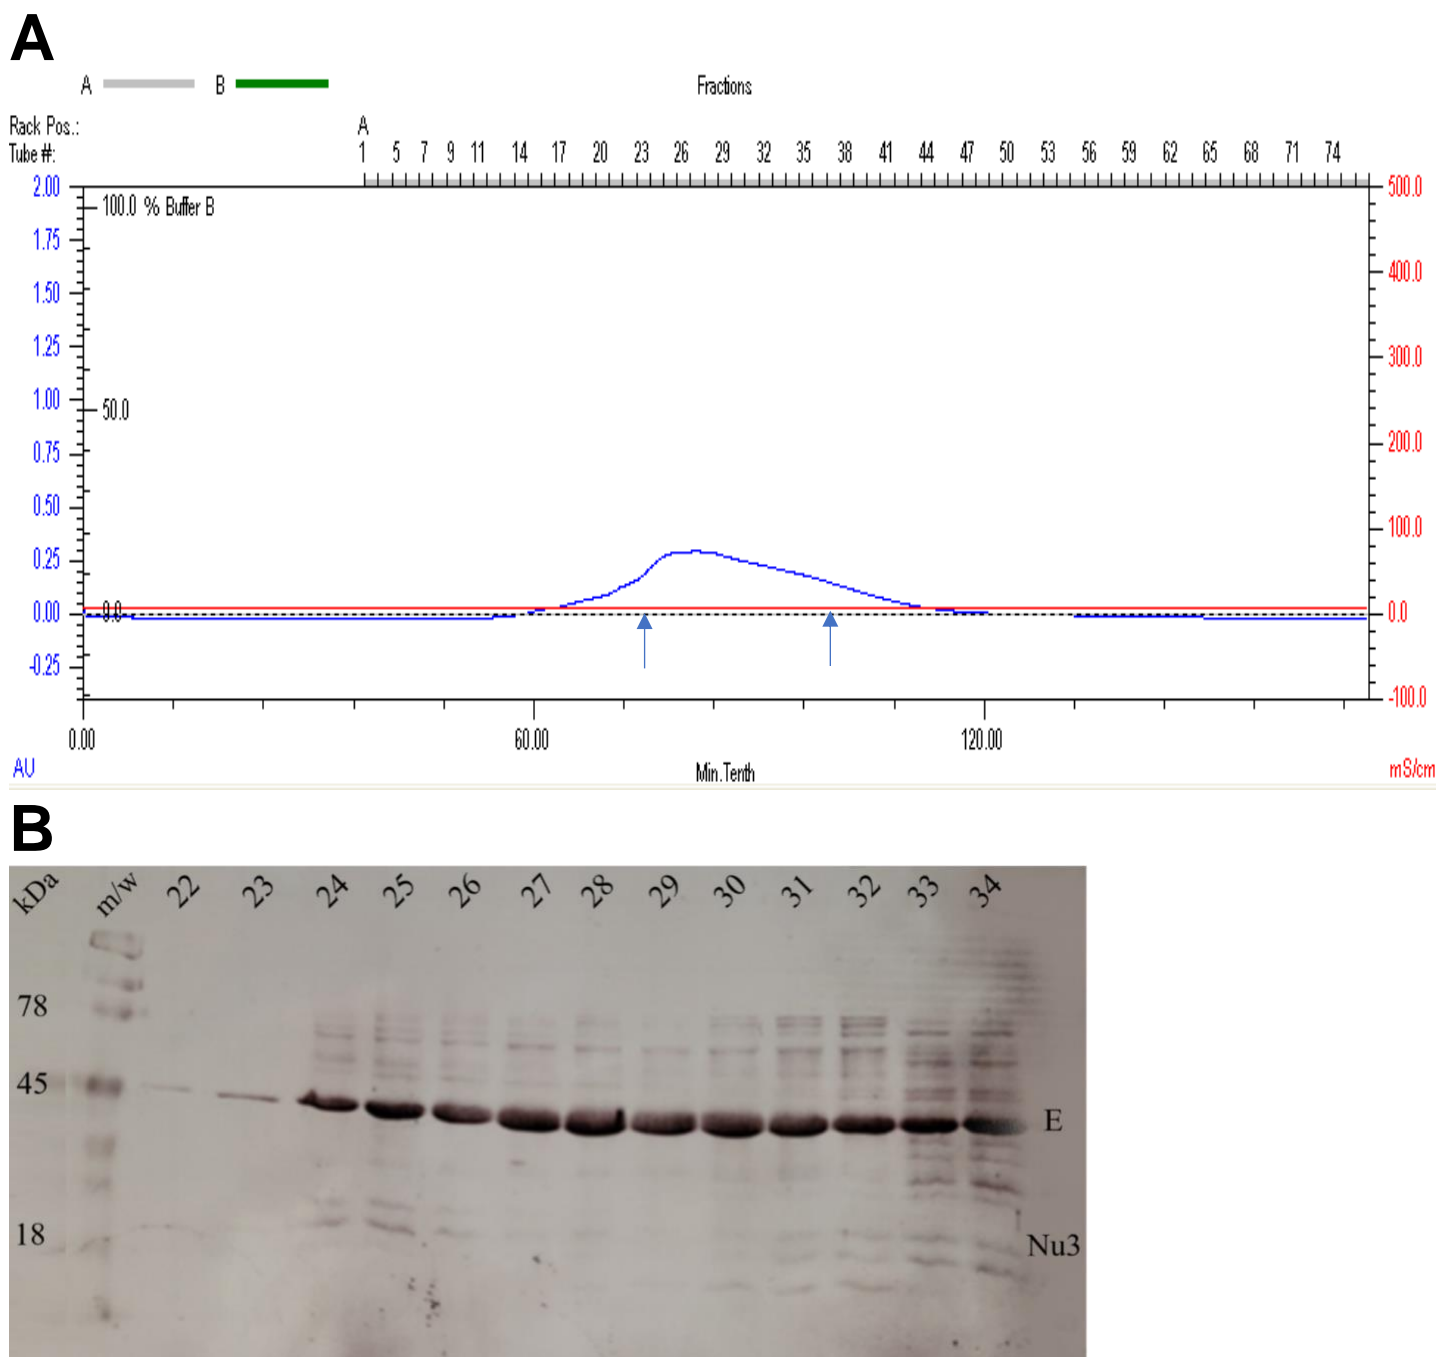 A
A B Fractions
Rack Pos.: A
Tube #: 1 5 7 9 11 14 17 20 23 26 29 32 35 38 41 44 47 50 53 56 59 62 65 68 71 74
2.00 100.0 % Buffer B 500.0
1.75
400.0
1.50
1.25 300.0
1.00 50.0
200.0
0.75
0.50 100.0
0.25
0.00 0.0 0.0
-0.25
-100.0
0.00 60.00 120.00
AU Min.Tenth mS/cm
B
kDa m/w 22 23 24 25 26 27 28 29 30 31 32 33 34
78
45
E
18
Nu3